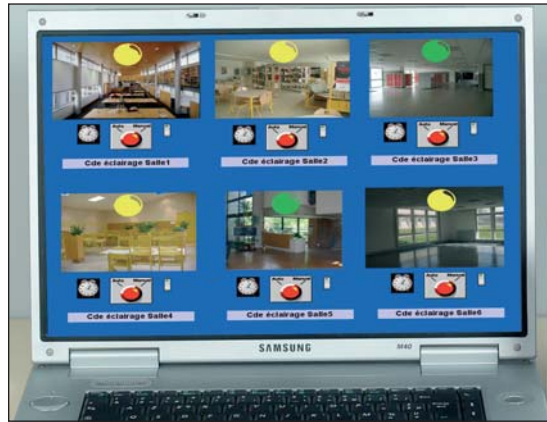 Auto Manuel
Auto Manuel
Auto Manuel
Cde éclairage Salle1
Cde éclairage Salle2
Cde éclairage Salle3
Auto Manuel
Auto Manuel
Auto Manuel
Cde éclairage Salle4
Cde éclairage Salle5
Cde éclairage Salle6
SAMSUNG
M40